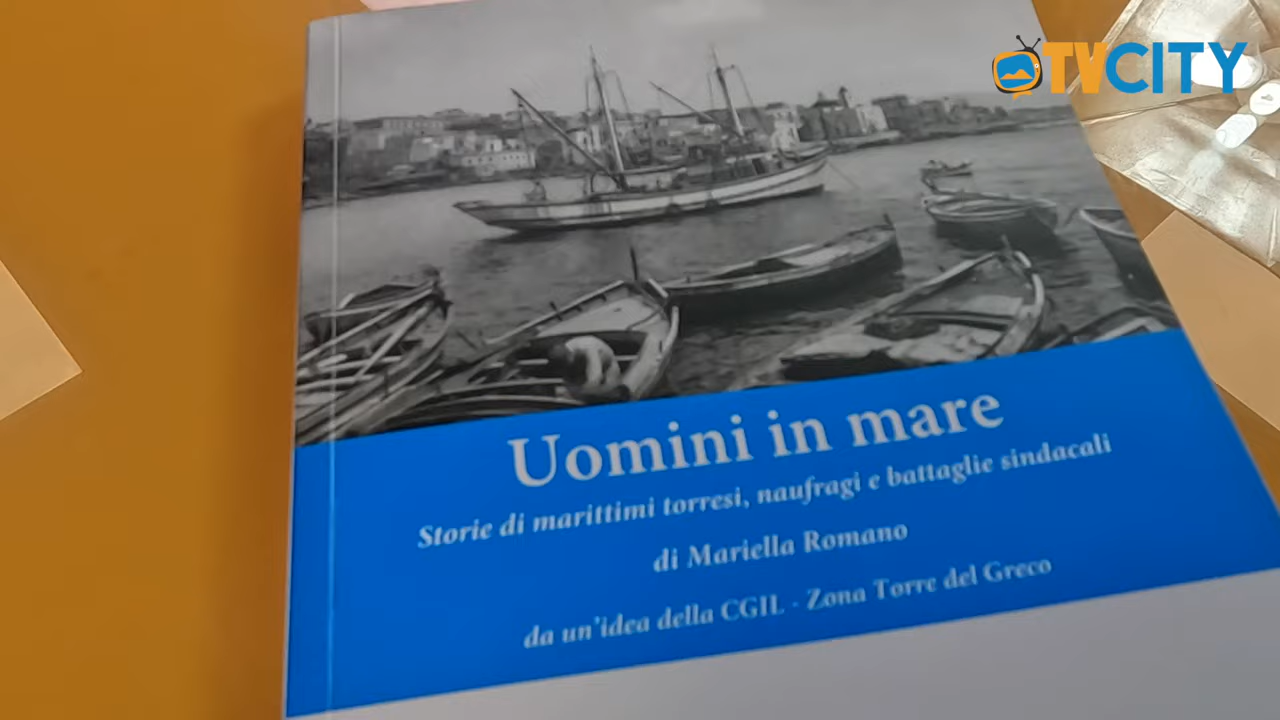 TVCITY
Uomini in mare
Storie di marittimi torresi, naufragi e battaglie sindacali
di Mariella Romano
da un'idea della CGIL - Zona Torre del Greco